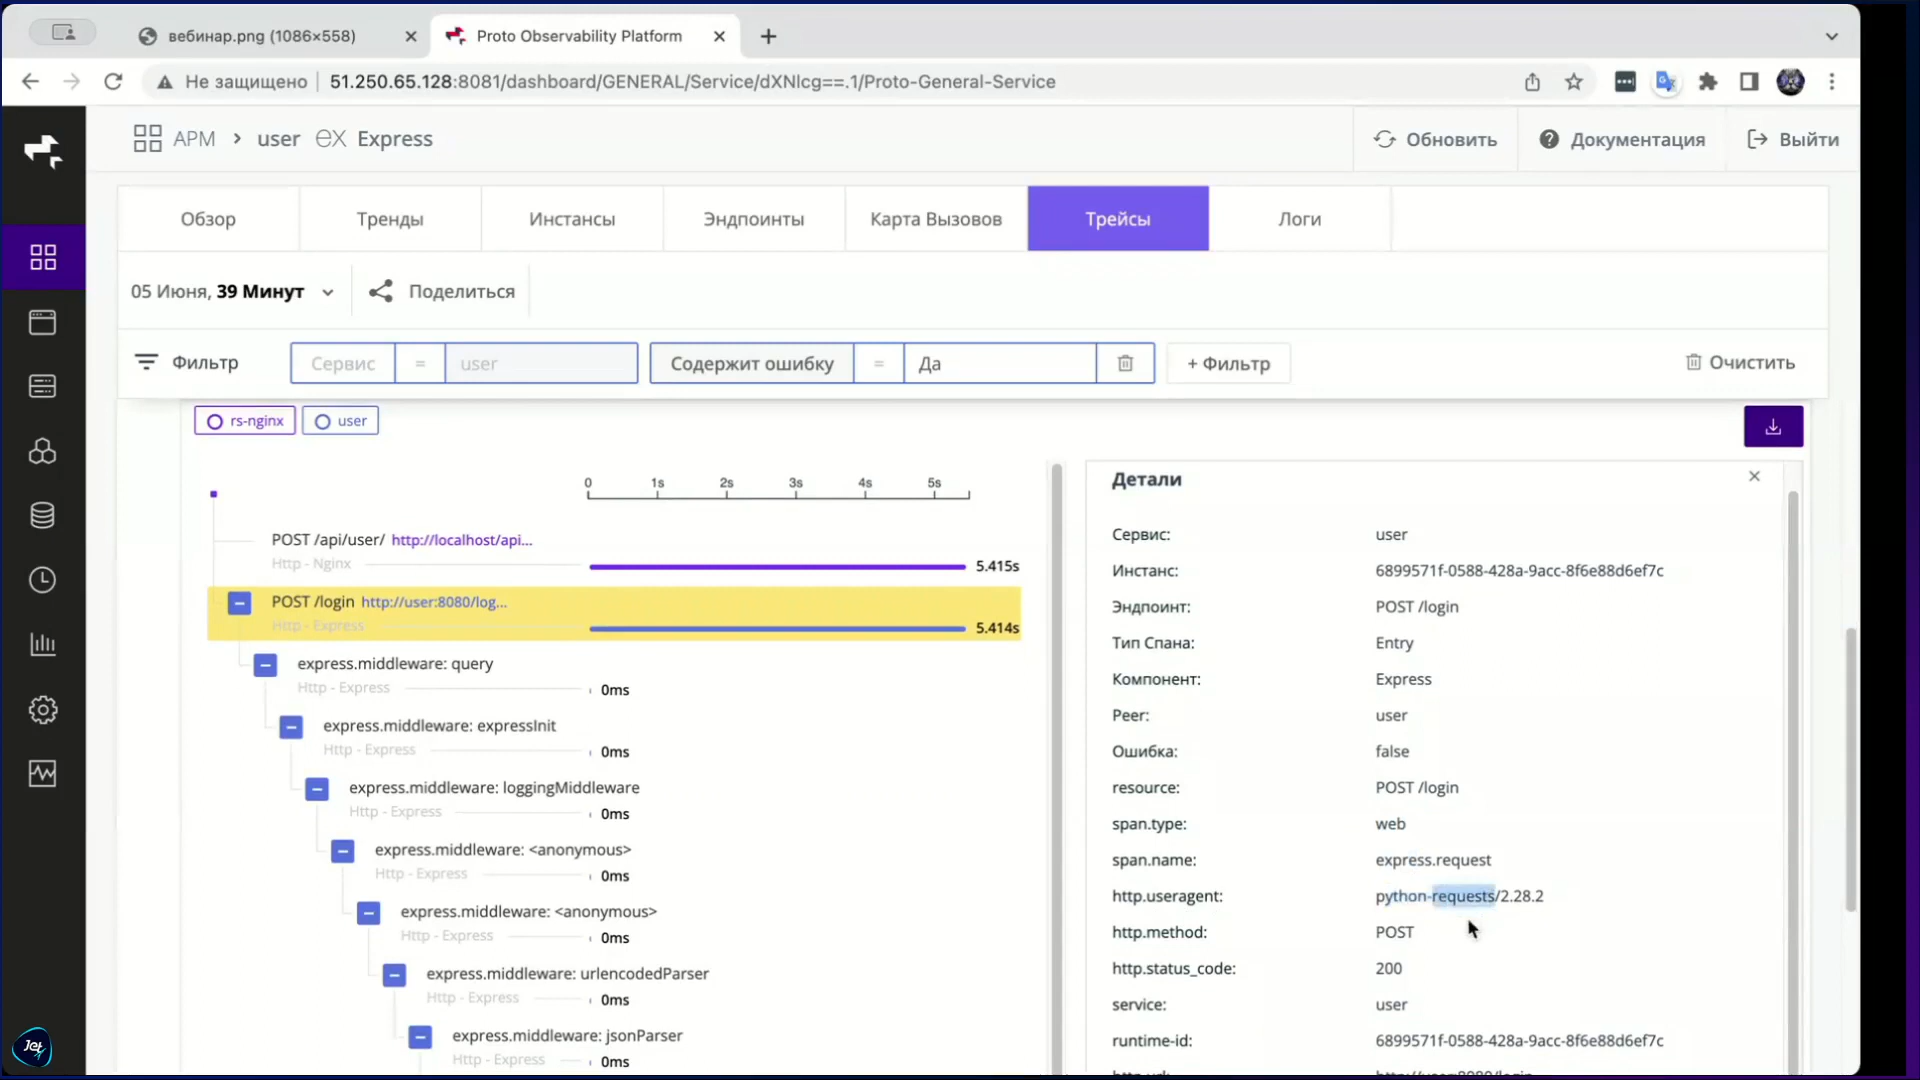 вебинар.png (1086×558)
Proto Observability Platform
Не защищено
51.250.65.128:8081/dashboard/GENERAL/Service/dXNlcg==.1/Proto-General-Service
APM > user ex Express
Обновить
Документация
Выйти
Обзор
Тренды
Инстансы
Эндпоинты
Карта Вызовов
Трейсы
Логи
05 Июня, 39 Минут
Поделиться
Фильтр
Сервис = user
Содержит ошибку = Да
+ Фильтр
Очистить
rs-nginx
user
0 1s 2s 3s 4s 5s
POST /api/user/ http://localhost/api...
Http - Nginx
5.415s
POST /login http://user:8080/log...
Http - Express
5.414s
express.middleware: query
Http - Express
0ms
express.middleware: expressInit
Http - Express
0ms
express.middleware: loggingMiddleware
Http - Express
0ms
express.middleware: <anonymous>
Http - Express
0ms
express.middleware: <anonymous>
Http - Express
0ms
express.middleware: urlencodedParser
Http - Express
0ms
express.middleware: jsonParser
Http - Express
0ms
Детали
Сервис: user
Инстанс: 6899571f-0588-428a-9acc-8f6e88d6ef7c
Эндпоинт: POST /login
Тип Спана: Entry
Компонент: Express
Peer: user
Ошибка: false
resource: POST /login
span.type: web
span.name: express.request
http.useragent: python-requests/2.28.2
http.method: POST
http.status_code: 200
service: user
runtime-id: 6899571f-0588-428a-9acc-8f6e88d6ef7c
Jet